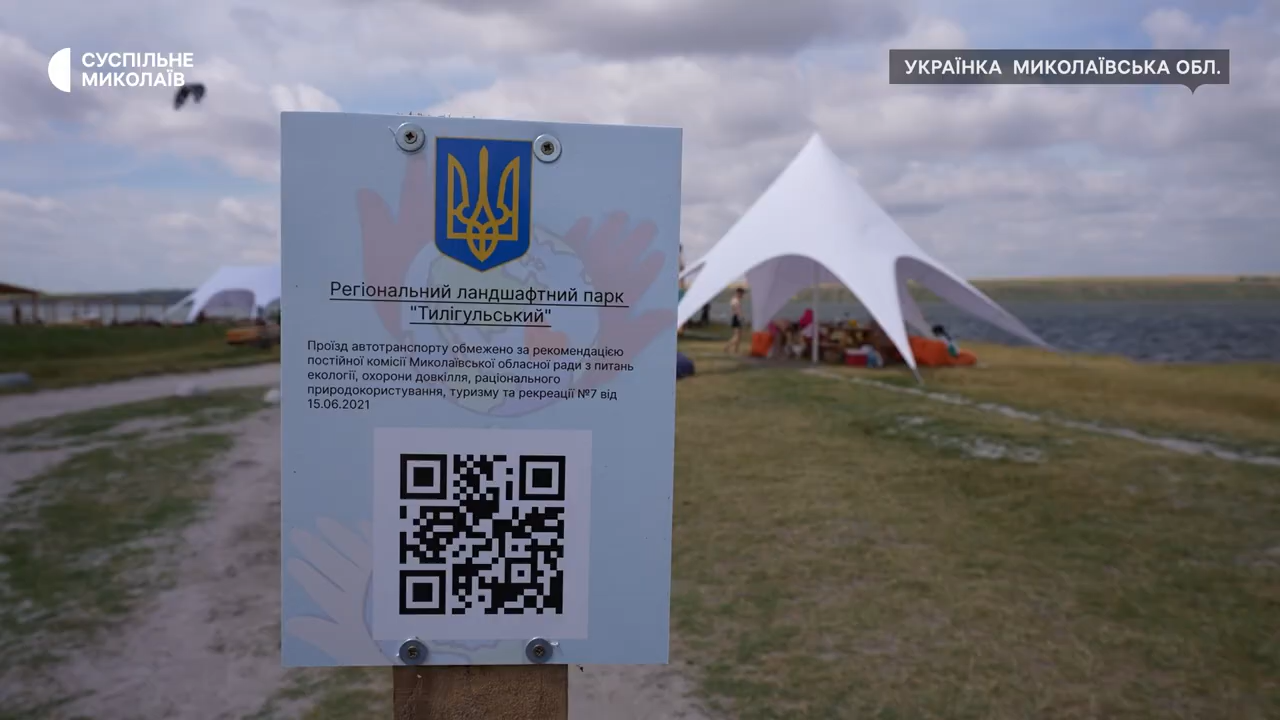 СУСПІЛЬНЕ
МИКОЛАЇВ
УКРАЇНКА МИКОЛАЇВСЬКА ОБЛ.
Регіональний ландшафтний парк
"Тилігульський"
Проїзд автотранспорту обмежено за рекомендацією
постійної комісії Миколаївської обласної ради з питань
екології, охорони довкілля, раціонального
природокористування, туризму та рекреації №7 від
15.06.2021